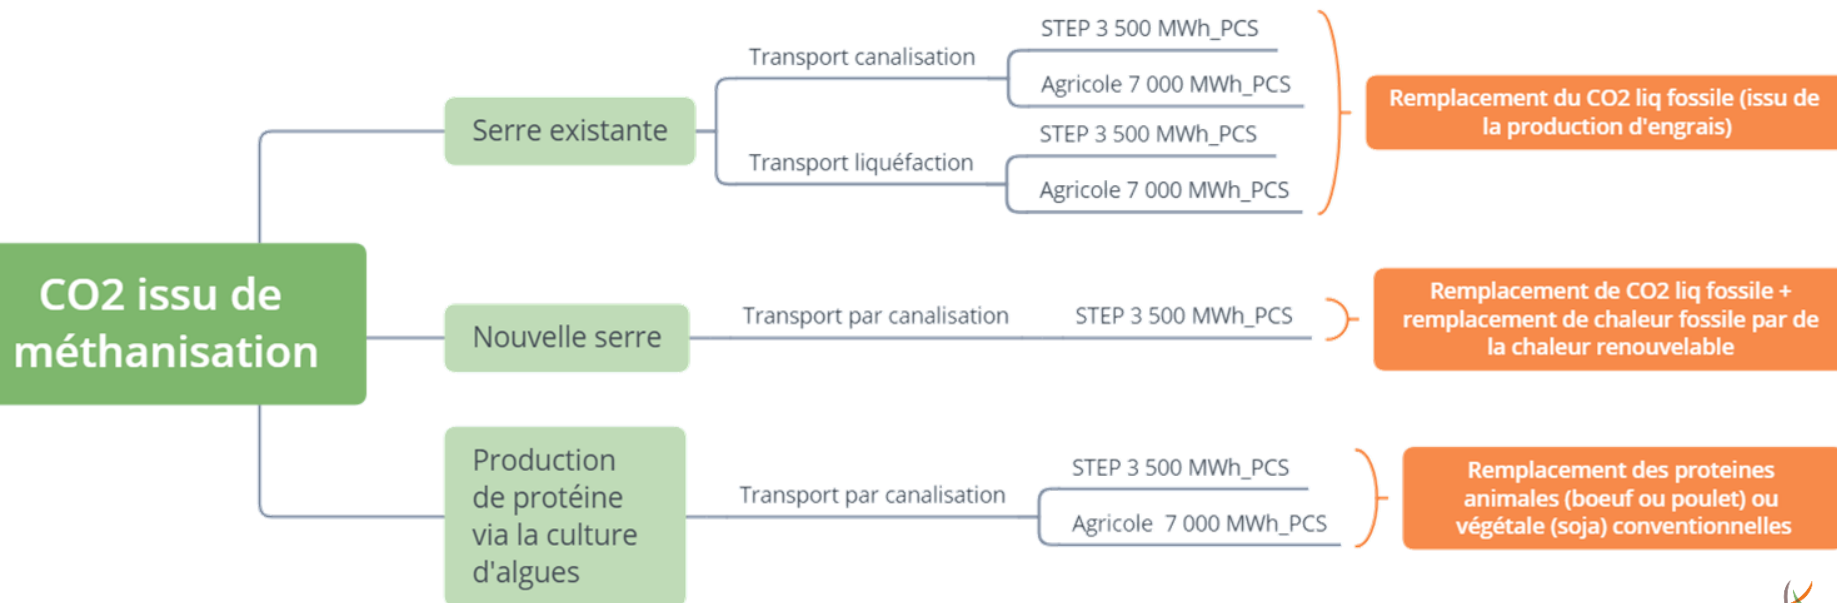 CO2 issu de
méthanisation
Serre existante
Transport canalisation
STEP 3 500 MWh_PCS
Agricole 7 000 MWh_PCS
Transport liquéfaction
STEP 3 500 MWh_PCS
Agricole 7 000 MWh_PCS
Remplacement du CO2 liq fossile (issu de
la production d'engrais)
Nouvelle serre
Transport par canalisation
STEP 3 500 MWh_PCS
Remplacement de CO2 liq fossile +
remplacement de chaleur fossile par de
la chaleur renouvelable
Production
de protéine
via la culture
d'algues
Transport par canalisation
STEP 3 500 MWh_PCS
Agricole  7 000 MWh_PCS
Remplacement des proteines
animales (boeuf ou poulet) ou
végétale (soja) conventionnelles